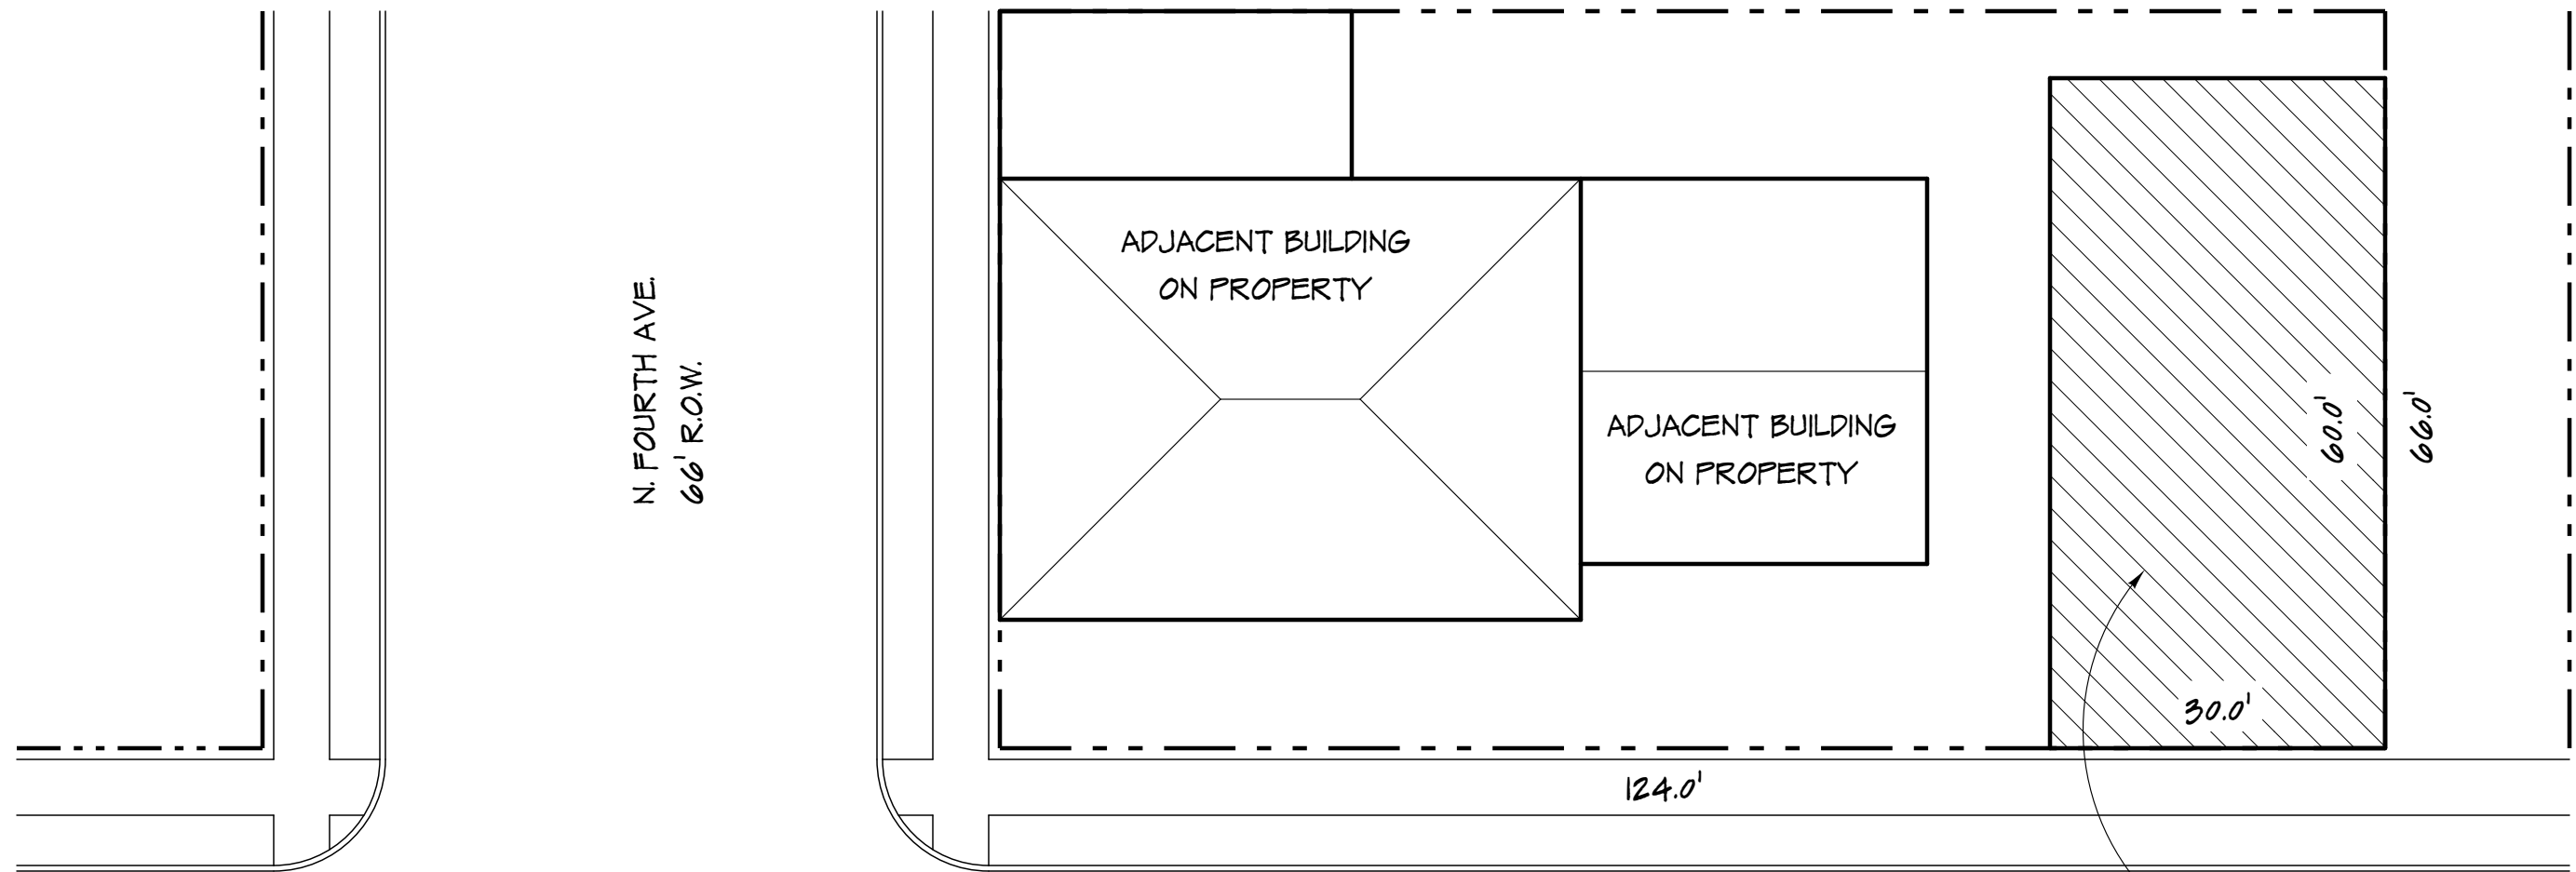 N. FOURTH AVE.
66' R.O.W.
ADJACENT BUILDING
ON PROPERTY
ADJACENT BUILDING
ON PROPERTY
60.0'
66.0'
30.0'
124.0'